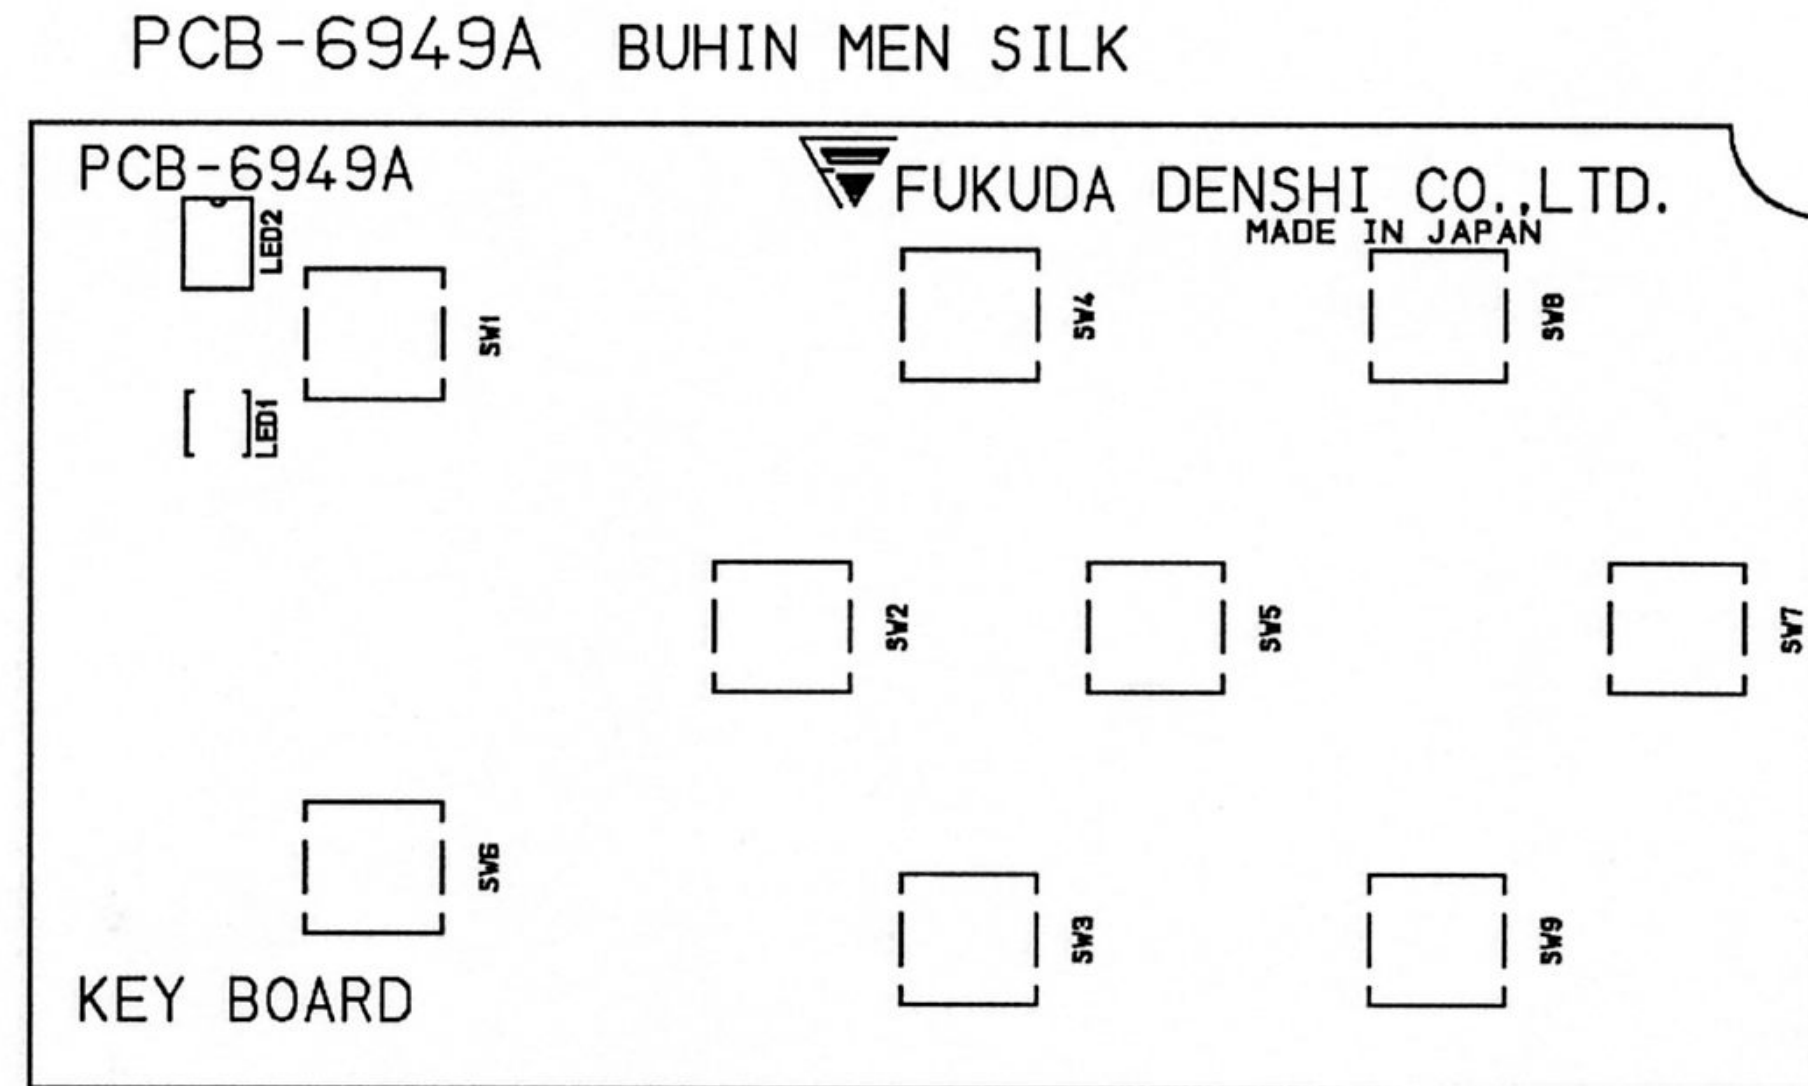 PCB-6949A BUHIN MEN SILK
PCB-6949A
FUKUDA DENSHI CO.,LTD.
MADE IN JAPAN
LED2
SW1
SW4
SW8
LED1
SW2
SW5
SW7
SW6
SW3
SW9
KEY BOARD